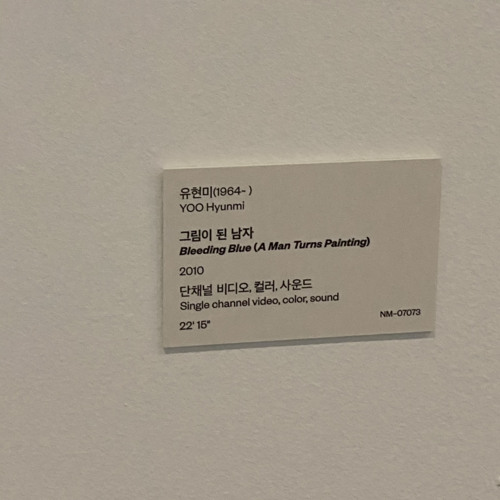 유현미(1964- )
YOO Hyunmi
그림이 된 남자
Bleeding Blue (A Man Turns Painting)
2010
단채널 비디오, 컬러, 사운드
Single channel video, color, sound
22' 15"
NM-07073